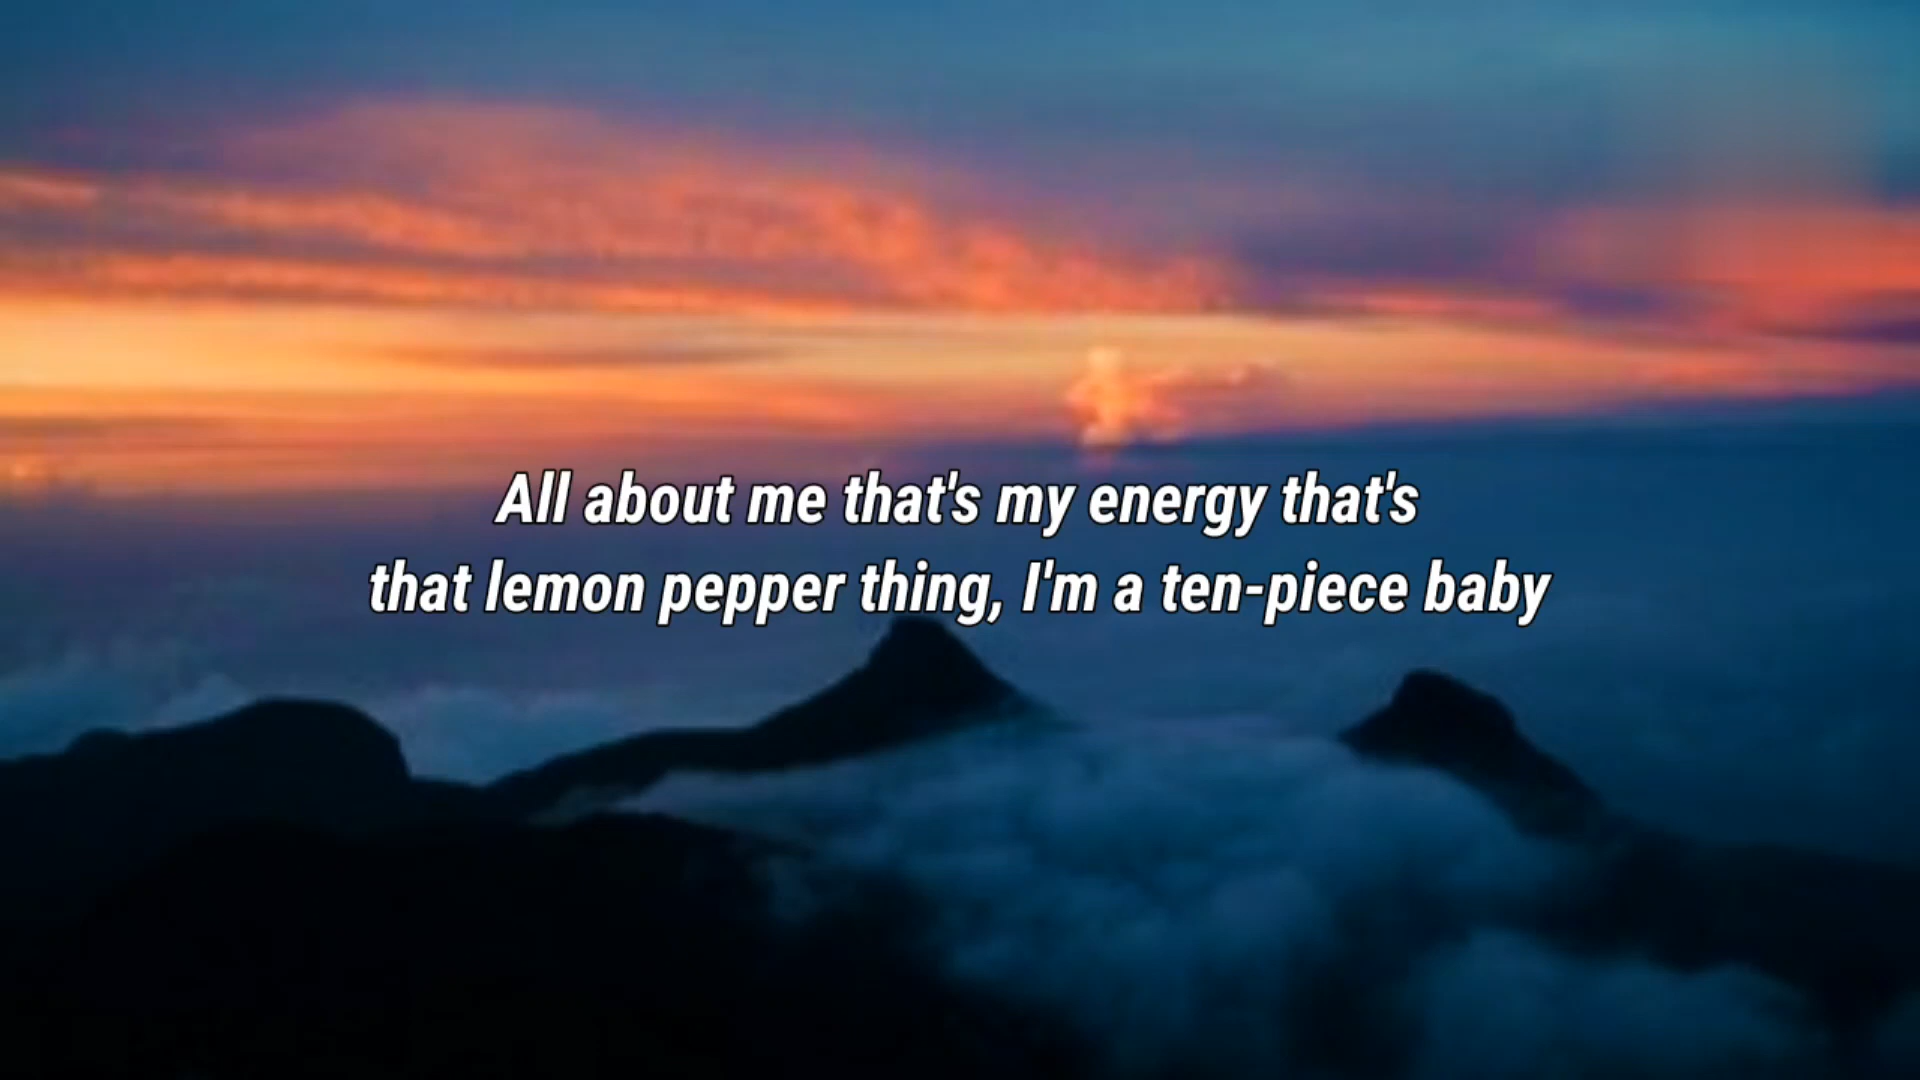 All about me that's my energy that's
that lemon pepper thing, I'm a ten-piece baby